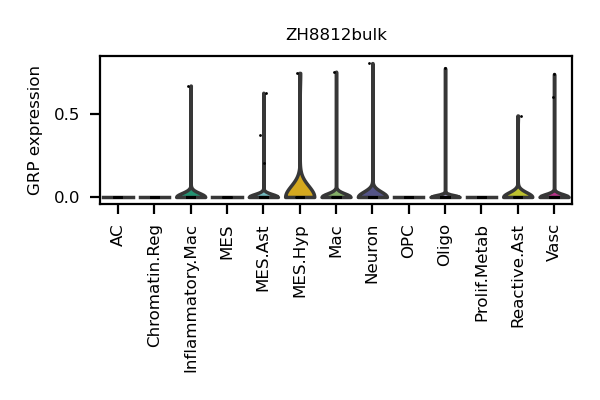 ZH8812bulk
GRP expression
0.5
0.0
AC
Chromatin.Reg
Inflammatory.Mac
MES
MES.Ast
MES.Hyp
Mac
Neuron
OPC
Oligo
Prolif.Metab
Reactive.Ast
Vasc